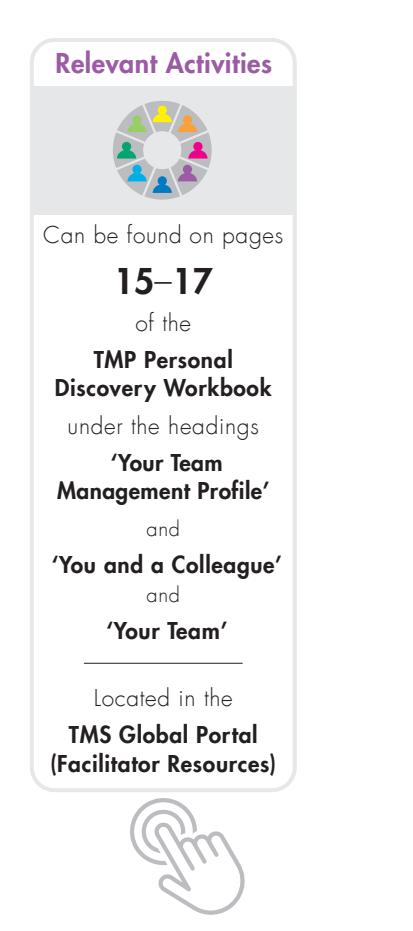 Relevant Activities
Can be found on pages
15–17
of the
TMP Personal
Discovery Workbook
under the headings
‘Your Team
Management Profile’
and
‘You and a Colleague’
and
‘Your Team’
Located in the
TMS Global Portal
(Facilitator Resources)